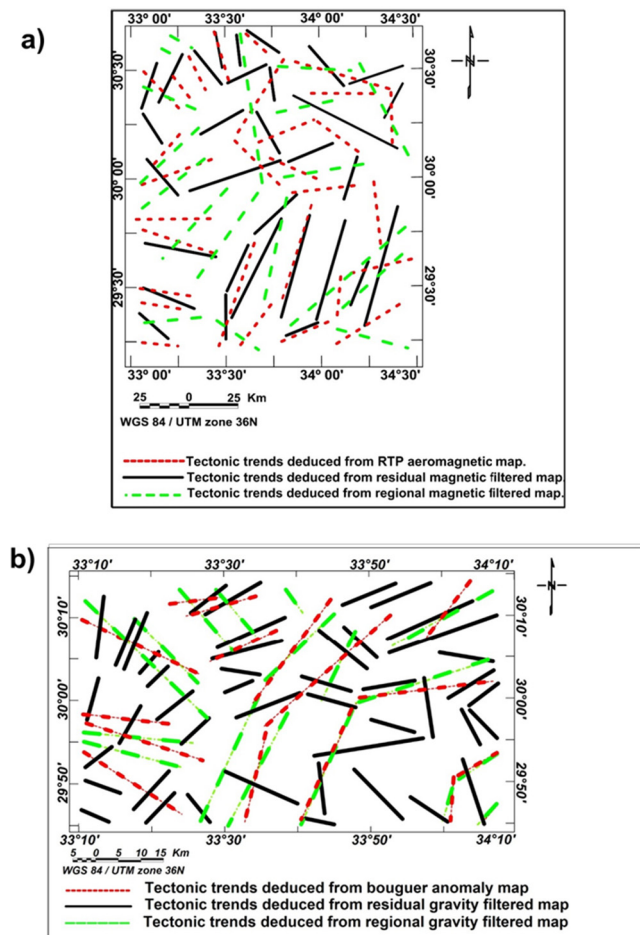 a)
33°00' 33°30' 34°00' 34°30'
30°30' 30°30'
30°00' 30°00'
29°30' 29°30'
33°00' 33°30' 34°00' 34°30'
N
25 0 25 Km
WGS 84 / UTM zone 36N
Tectonic trends deduced from RTP aeromagnetic map.
Tectonic trends deduced from residual magnetic filtered map.
Tectonic trends deduced from regional magnetic filtered map.
b)
33°10' 33°30' 33°50' 34°10'
N
30°10' 30°10'
30°00' 30°00'
29°50' 29°50'
33°10' 33°30' 33°50' 34°10'
5 0 5 10 15 Km
WGS 84 / UTM zone 36N
Tectonic trends deduced from bouguer anomaly map
Tectonic trends deduced from residual gravity filtered map
Tectonic trends deduced from regional gravity filtered map